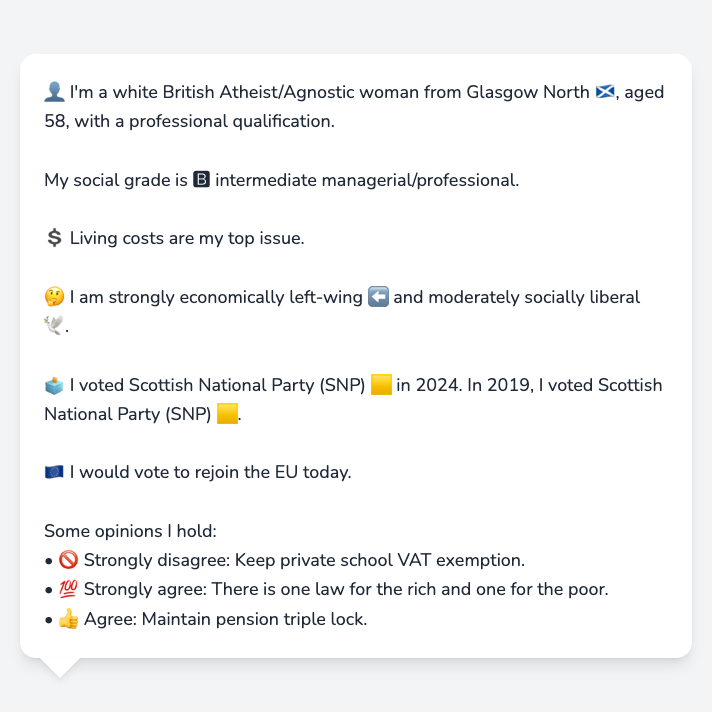 👤 I'm a white British Atheist/Agnostic woman from Glasgow North 🏴󠁧󠁢󠁳󠁣󠁴󠁿, aged
58, with a professional qualification.
My social grade is 🅱 intermediate managerial/professional.
💲 Living costs are my top issue.
🤔 I am strongly economically left-wing ⬅️ and moderately socially liberal
🕊️.
🗳️ I voted Scottish National Party (SNP) 🟨 in 2024. In 2019, I voted Scottish
National Party (SNP) 🟨.
🇪🇺 I would vote to rejoin the EU today.
Some opinions I hold:
• 🚫 Strongly disagree: Keep private school VAT exemption.
• 💯 Strongly agree: There is one law for the rich and one for the poor.
• 👍 Agree: Maintain pension triple lock.